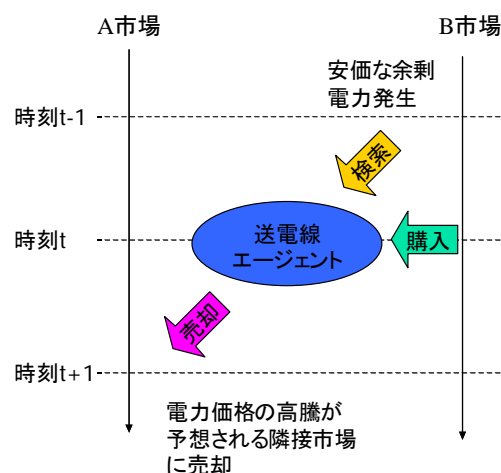 A市場
B市場
安価な余剰
電力発生
時刻t-1
検索
時刻t
送電線
エージェント
購入
売却
時刻t+1
電力価格の高騰が
予想される隣接市場
に売却